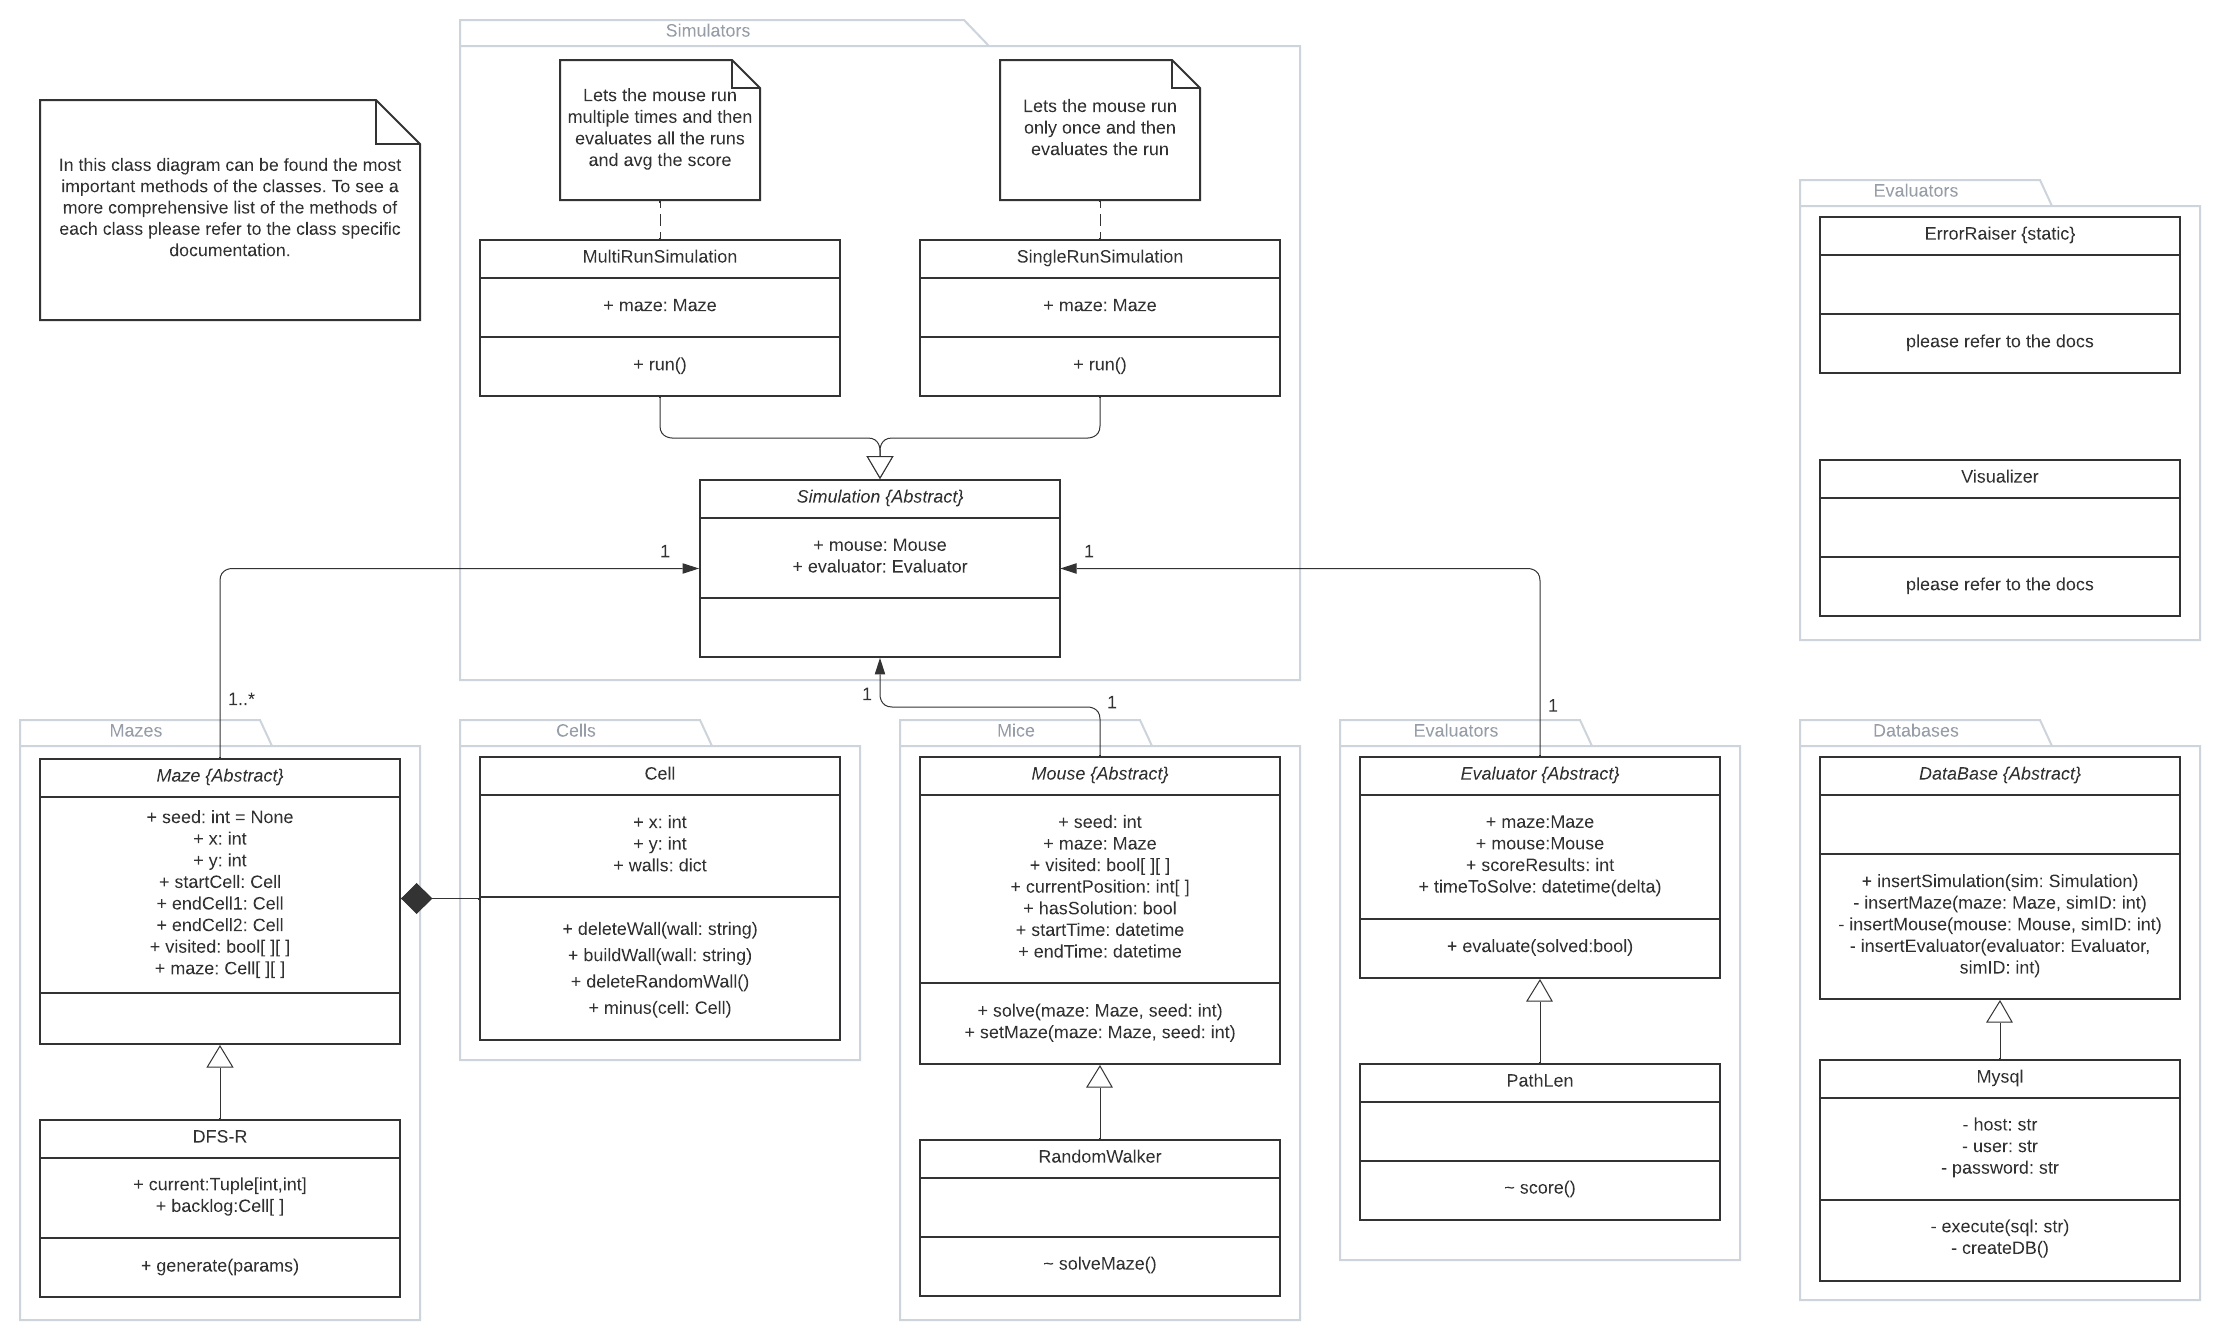 Simulators
Lets the mouse run
multiple times and then
evaluates all the runs
and avg the score
Lets the mouse run
only once and then
evaluates the run
In this class diagram can be found the most
important methods of the classes. To see a
more comprehensive list of the methods of
each class please refer to the class specific
documentation.
MultiRunSimulation
+ maze: Maze
+ run()
SingleRunSimulation
+ maze: Maze
+ run()
Evaluators
ErrorRaiser {static}
please refer to the docs
Visualizer
please refer to the docs
Simulation {Abstract}
+ mouse: Mouse
+ evaluator: Evaluator
1
1
1..*
1
1
1
Mazes
Maze {Abstract}
+ seed: int = None
+ x: int
+ y: int
+ startCell: Cell
+ endCell1: Cell
+ endCell2: Cell
+ visited: bool[ ][ ]
+ maze: Cell[ ][ ]
DFS-R
+ current:Tuple[int,int]
+ backlog:Cell[ ]
+ generate(params)
Cells
Cell
+ x: int
+ y: int
+ walls: dict
+ deleteWall(wall: string)
+ buildWall(wall: string)
+ deleteRandomWall()
+ minus(cell: Cell)
Mice
Mouse {Abstract}
+ seed: int
+ maze: Maze
+ visited: bool[ ][ ]
+ currentPosition: int[ ]
+ hasSolution: bool
+ startTime: datetime
+ endTime: datetime
+ solve(maze: Maze, seed: int)
+ setMaze(maze: Maze, seed: int)
RandomWalker
~ solveMaze()
Evaluators
Evaluator {Abstract}
+ maze:Maze
+ mouse:Mouse
+ scoreResults: int
+ timeToSolve: datetime(delta)
+ evaluate(solved:bool)
PathLen
~ score()
Databases
DataBase {Abstract}
+ insertSimulation(sim: Simulation)
- insertMaze(maze: Maze, simID: int)
- insertMouse(mouse: Mouse, simID: int)
- insertEvaluator(evaluator: Evaluator,
simID: int)
Mysql
- host: str
- user: str
- password: str
- execute(sql: str)
- createDB()